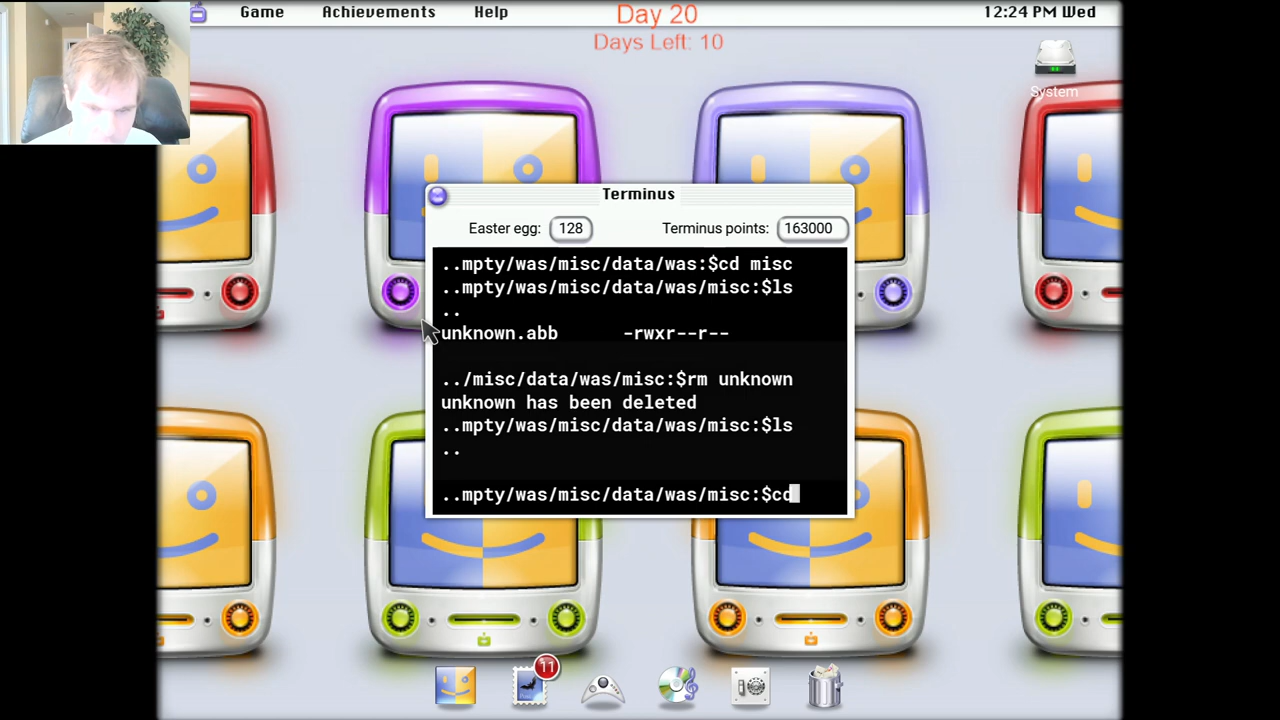 Game Achievements Help Day 20 12:24 PM Wed
Days Left: 10
System
Terminus
Easter egg: 128 Terminus points: 163000
..mpty/was/misc/data/was:$cd misc
..mpty/was/misc/data/was/misc:$ls
..
unknown.abb -rwxr--r--
../misc/data/was/misc:$rm unknown
unknown has been deleted
..mpty/was/misc/data/was/misc:$ls
..
..mpty/was/misc/data/was/misc:$cd
11